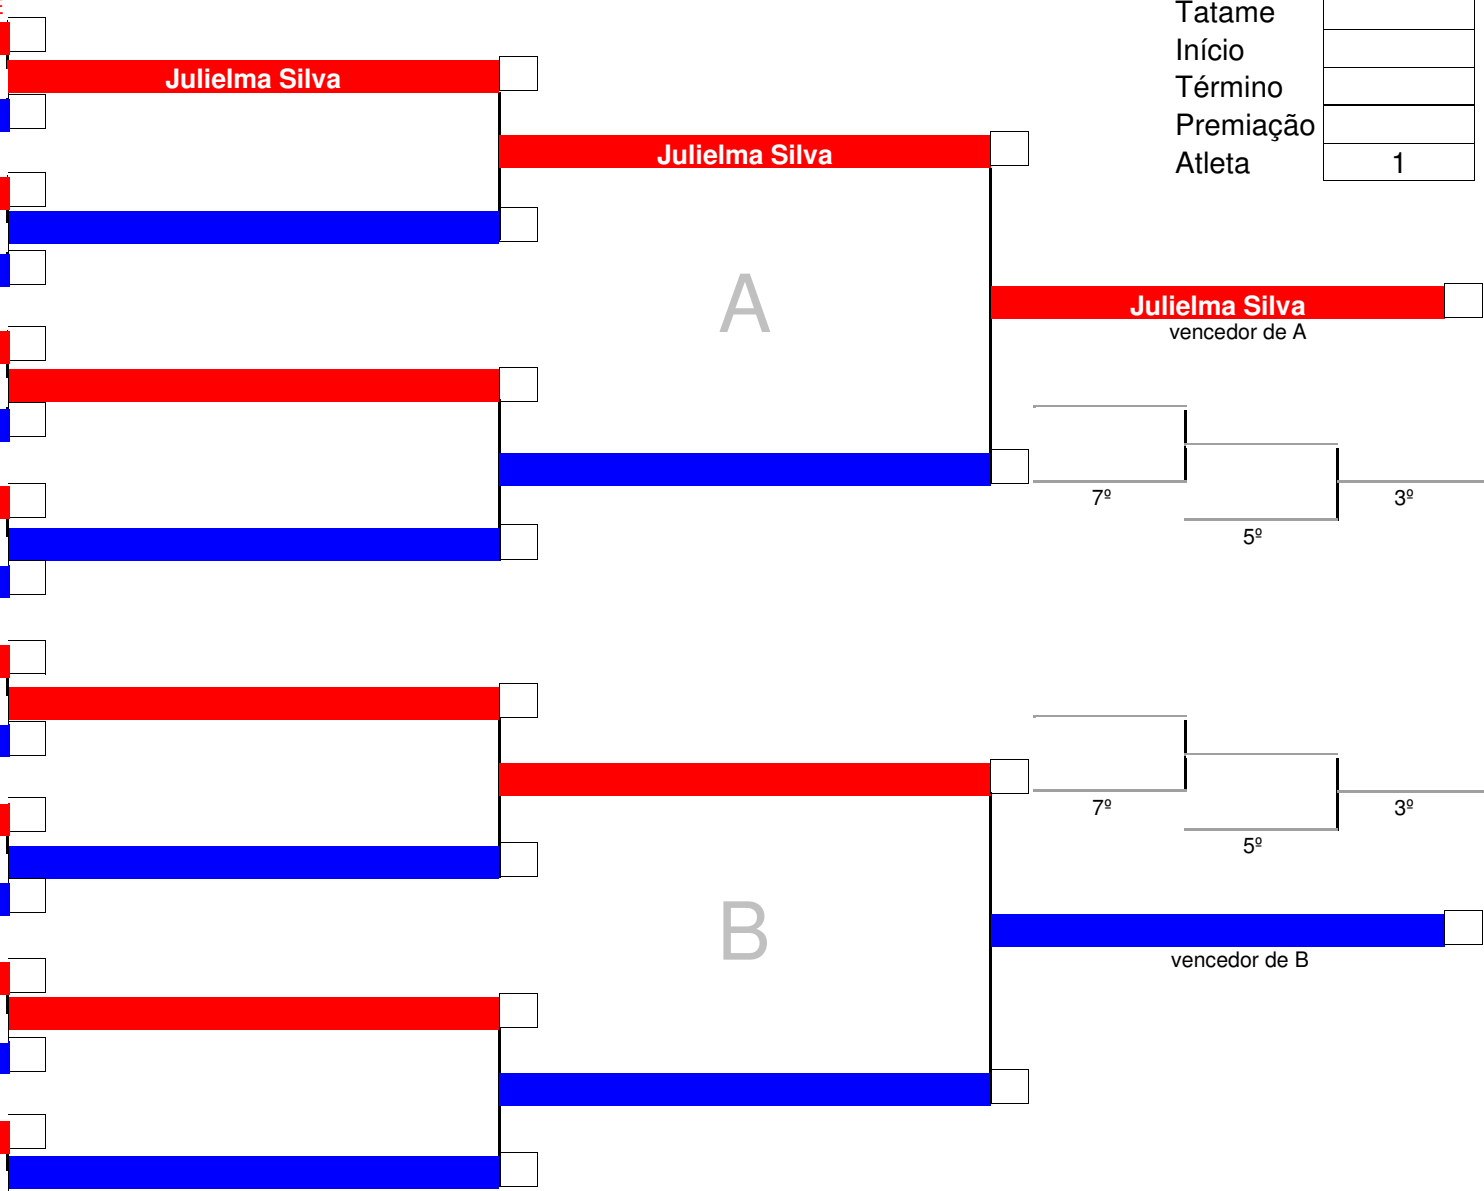 Tatame
Início
Término
Premiação
Atleta 1
Julielma Silva
Julielma Silva
A
Julielma Silva
vencedor de A
7º
3º
5º
7º
3º
5º
B
vencedor de B